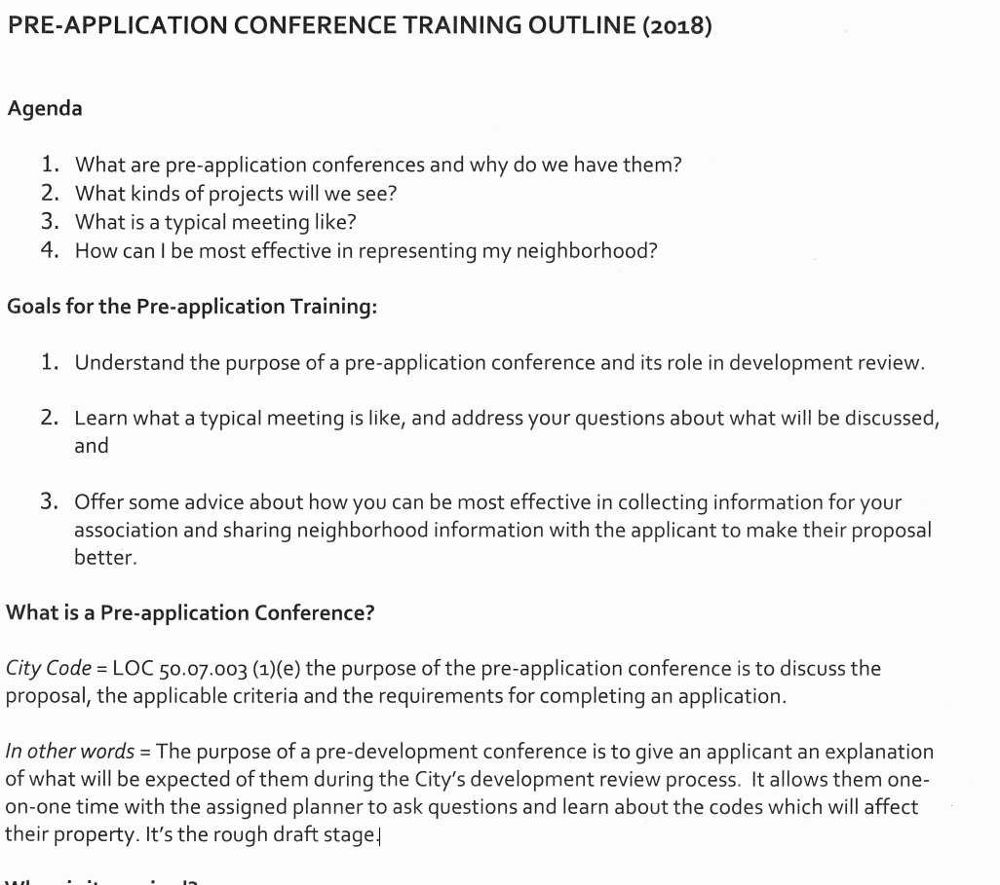 PRE-APPLICATION CONFERENCE TRAINING OUTLINE (2018)
Agenda
1. What are pre-application conferences and why do we have them?
2. What kinds of projects will we see?
3. What is a typical meeting like?
4. How can I be most effective in representing my neighborhood?
Goals for the Pre-application Training:
1. Understand the purpose of a pre-application conference and its role in development review.
2. Learn what a typical meeting is like, and address your questions about what will be discussed,
and
3. Offer some advice about how you can be most effective in collecting information for your
association and sharing neighborhood information with the applicant to make their proposal
better.
What is a Pre-application Conference?
City Code = LOC 50.07.003 (1)(e) the purpose of the pre-application conference is to discuss the
proposal, the applicable criteria and the requirements for completing an application.
In other words = The purpose of a pre-development conference is to give an applicant an explanation
of what will be expected of them during the City's development review process.  It allows them one-
on-one time with the assigned planner to ask questions and learn about the codes which will affect
their property. It's the rough draft stage.